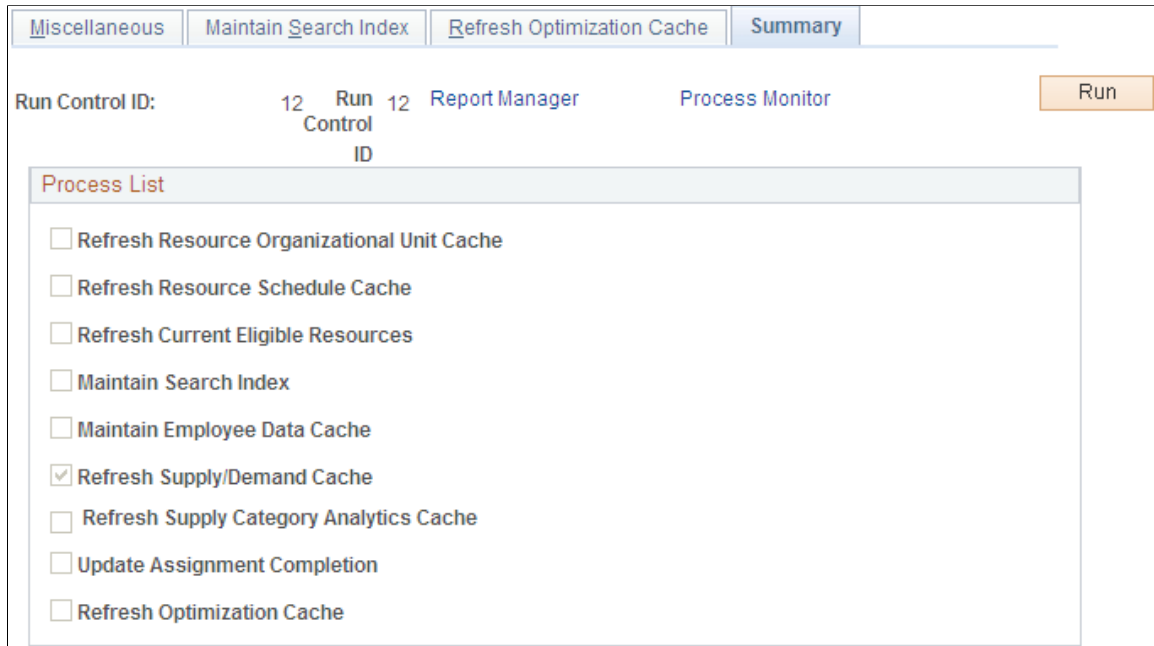 Miscellaneous Maintain Search Index Refresh Optimization Cache Summary
Run Control ID: 12 Run Control ID 12 Report Manager Process Monitor Run
Process List
Refresh Resource Organizational Unit Cache
Refresh Resource Schedule Cache
Refresh Current Eligible Resources
Maintain Search Index
Maintain Employee Data Cache
Refresh Supply/Demand Cache
Refresh Supply Category Analytics Cache
Update Assignment Completion
Refresh Optimization Cache